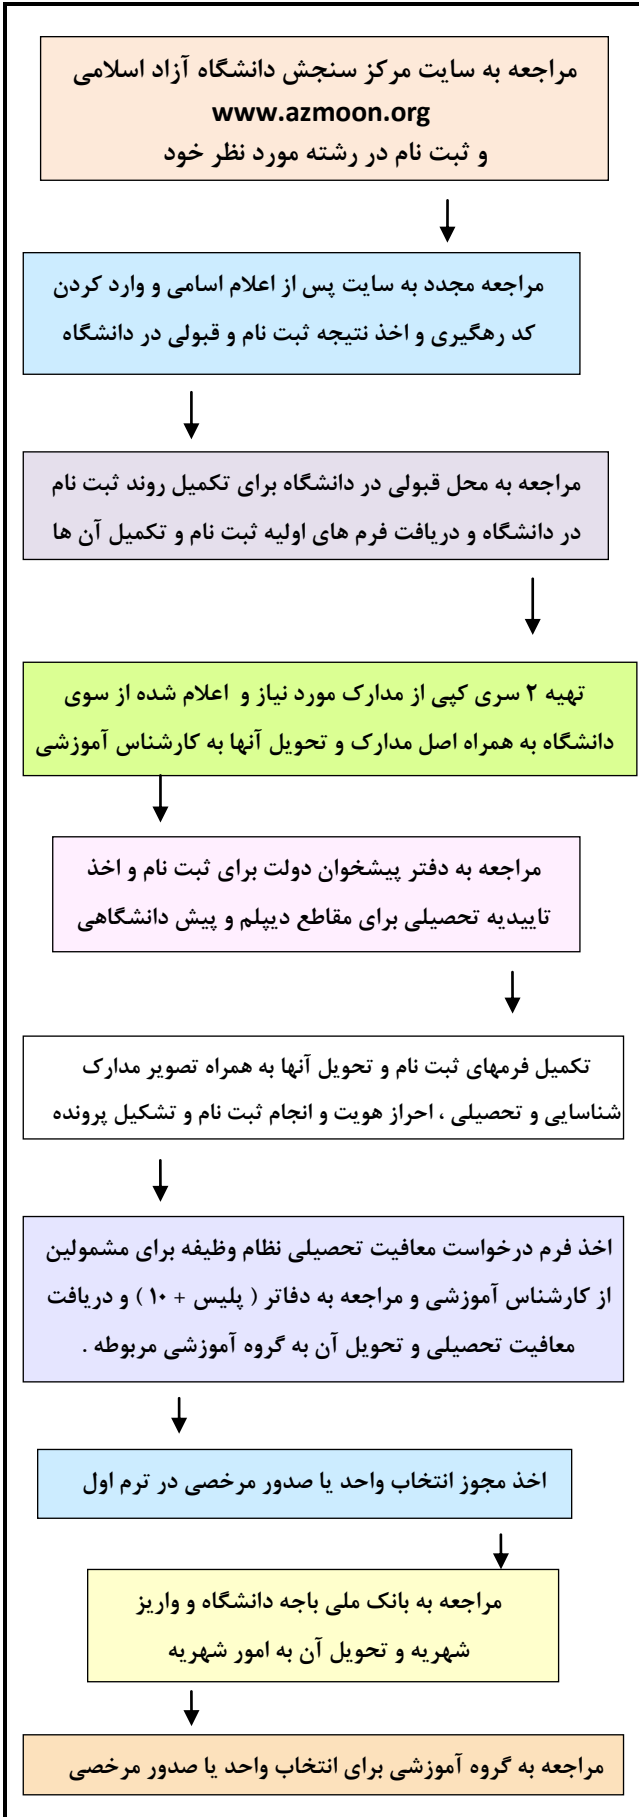 مراجعه به سایت مرکز سنجش دانشگاه آزاد اسلامی
www.azmoon.org
و ثبت نام در رشته مورد نظر خود
مراجعه مجدد به سایت پس از اعلام اسامی و وارد کردن
کد رهگیری و اخذ نتیجه ثبت نام و قبولی در دانشگاه
مراجعه به محل قبولی در دانشگاه برای تکمیل روند ثبت نام
در دانشگاه و دریافت فرم های اولیه ثبت نام و تکمیل آن ها
تهیه ۲ سری کپی از مدارک مورد نیاز و اعلام شده از سوی
دانشگاه به همراه اصل مدارک و تحویل آنها به کارشناس آموزشی
مراجعه به دفتر پیشخوان دولت برای ثبت نام و اخذ
تاییدیه تحصیلی برای مقاطع دیپلم و پیش دانشگاهی
تکمیل فرمهای ثبت نام و تحویل آنها به همراه تصویر مدارک
شناسایی و تحصیلی ، احراز هویت و انجام ثبت نام و تشکیل پرونده
اخذ فرم درخواست معافیت تحصیلی نظام وظیفه برای مشمولین
از کارشناس آموزشی و مراجعه به دفاتر ( پلیس + ۱۰ ) و دریافت
معافیت تحصیلی و تحویل آن به گروه آموزشی مربوطه .
اخذ مجوز انتخاب واحد یا صدور مرخصی در ترم اول
مراجعه به بانک ملی باجه دانشگاه و واریز
شهریه و تحویل آن به امور شهریه
مراجعه به گروه آموزشی برای انتخاب واحد یا صدور مرخصی